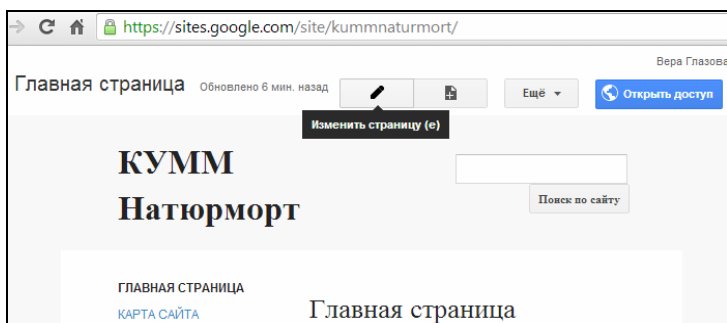 https://sites.google.com/site/kummnaturmort/
Вера Глазова
Главная страница Обновлено 6 мин. назад Ещё Открыть доступ
Изменить страницу (e)
КУММ
Натюрморт
Поиск по сайту
ГЛАВНАЯ СТРАНИЦА
КАРТА САЙТА
Главная страница